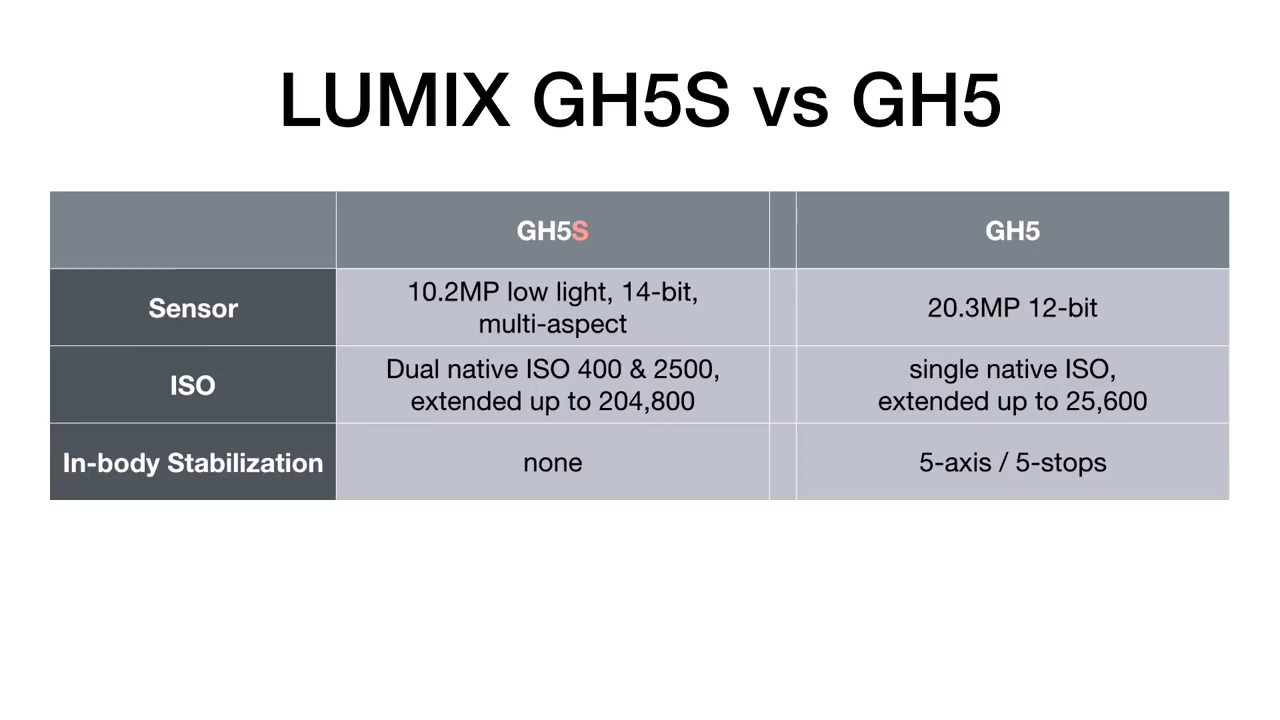 LUMIX GH5S vs GH5
GH5S
GH5
Sensor
10.2MP low light, 14-bit,
multi-aspect
20.3MP 12-bit
ISO
Dual native ISO 400 & 2500,
extended up to 204,800
single native ISO,
extended up to 25,600
In-body Stabilization
none
5-axis / 5-stops